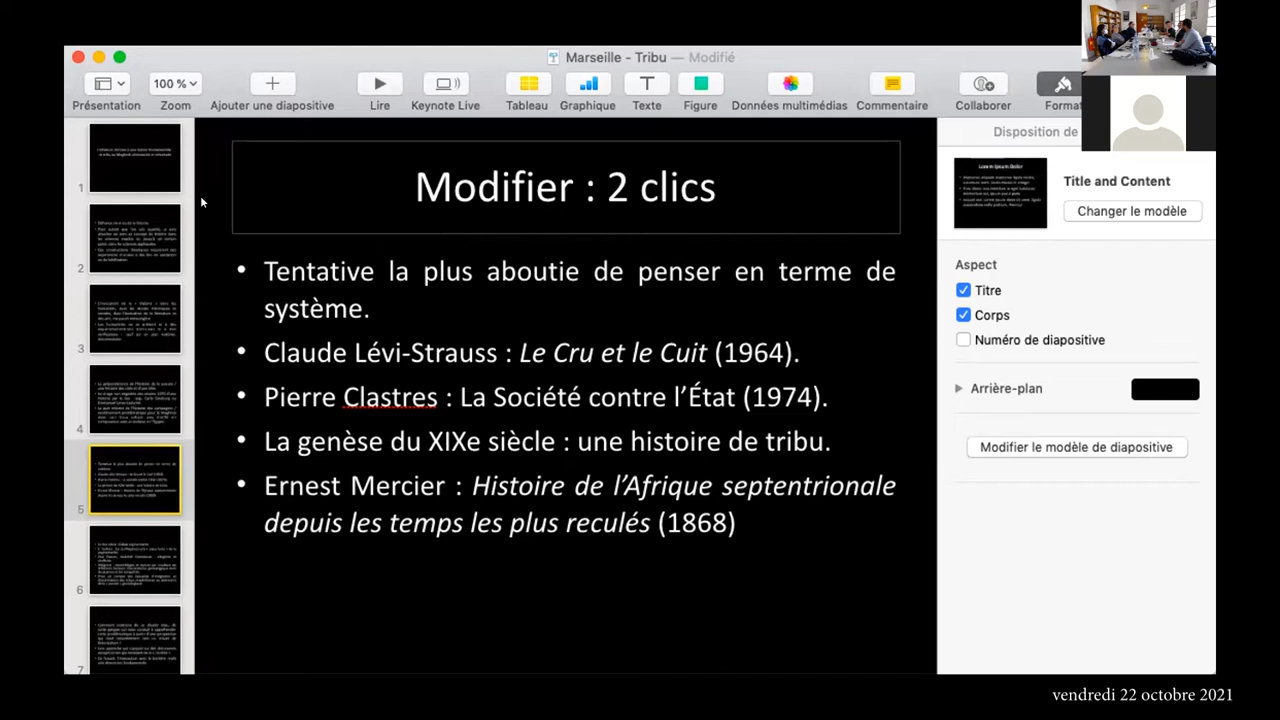 Marseille - Tribu — Modifié
100 %
Présentation Zoom Ajouter une diapositive Lire Keynote Live Tableau Graphique Texte Figure Données multimédias Commentaire Collaborer Format
Disposition de
1
2
3
4
5
6
7
Modifier : 2 clics
• Tentative la plus aboutie de penser en terme de
système.
• Claude Lévi-Strauss : Le Cru et le Cuit (1964).
• Pierre Clastres : La Société contre l’État (1974).
• La genèse du XIXe siècle : une histoire de tribu.
• Ernest Mercier : Histoire de l’Afrique septentrionale
depuis les temps les plus reculés (1868)
Title and Content
Changer le modèle
Aspect
Titre
Corps
Numéro de diapositive
Arrière-plan
Modifier le modèle de diapositive
vendredi 22 octobre 2021